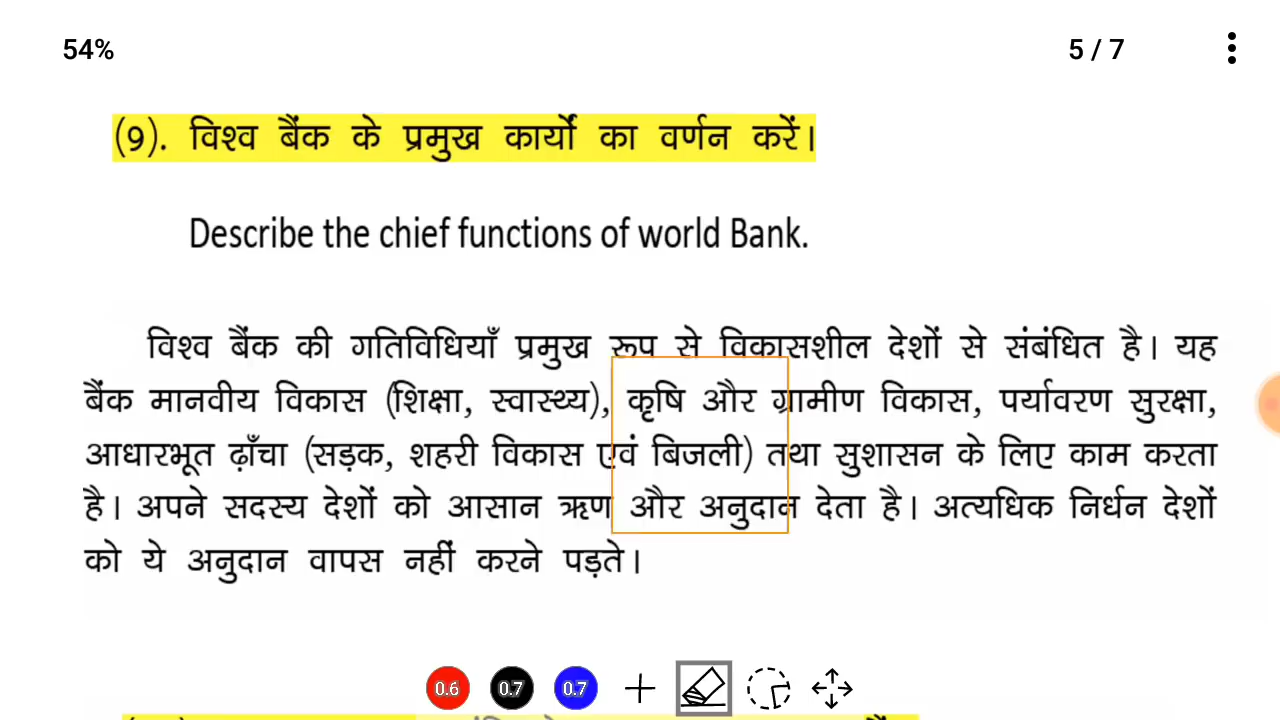 54%
5 / 7
(9). विश्व बैंक के प्रमुख कार्यों का वर्णन करें।
Describe the chief functions of world Bank.
विश्व बैंक की गतिविधियाँ प्रमुख रूप से विकासशील देशों से संबंधित है। यह
बैंक मानवीय विकास (शिक्षा, स्वास्थ्य), कृषि और ग्रामीण विकास, पर्यावरण सुरक्षा,
आधारभूत ढ़ाँचा (सड़क, शहरी विकास एवं बिजली) तथा सुशासन के लिए काम करता
है। अपने सदस्य देशों को आसान ऋण और अनुदान देता है। अत्यधिक निर्धन देशों
को ये अनुदान वापस नहीं करने पड़ते।
0.6 0.7 0.7